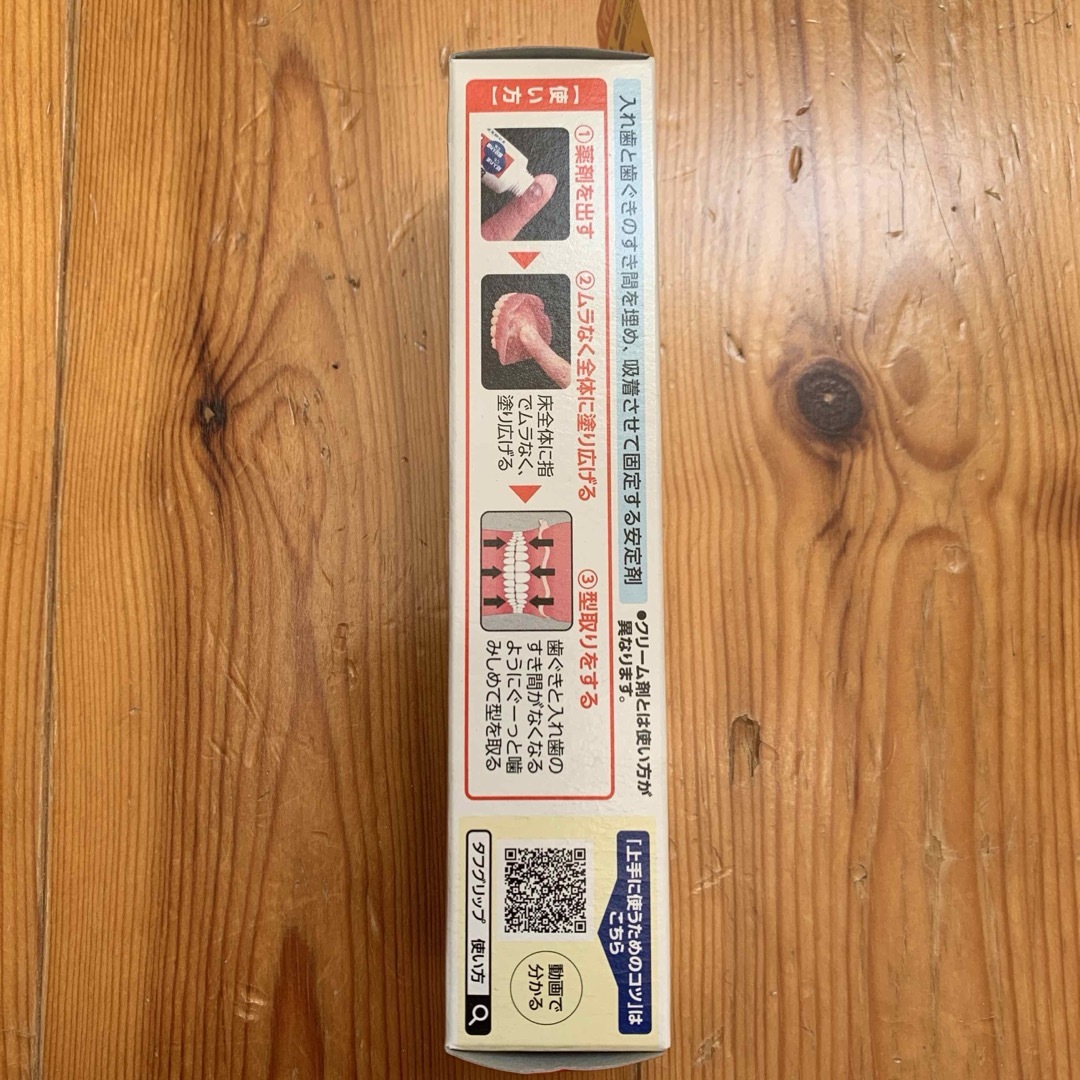 入れ歯と歯ぐきのすき間を埋め、吸着させて固定する安定剤
●クリーム剤とは使い方が
異なります。
【使い方】
①薬剤を出す
②ムラなく全体に塗り広げる
床全体に指
でムラなく、
塗り広げる
③型取りをする
歯ぐきと入れ歯の
すき間がなくなる
ようにぐーっと噛
みしめて型を取る
「上手に使うためのコツ」は
こちら
動画で
分かる
タフグリップ 使い方